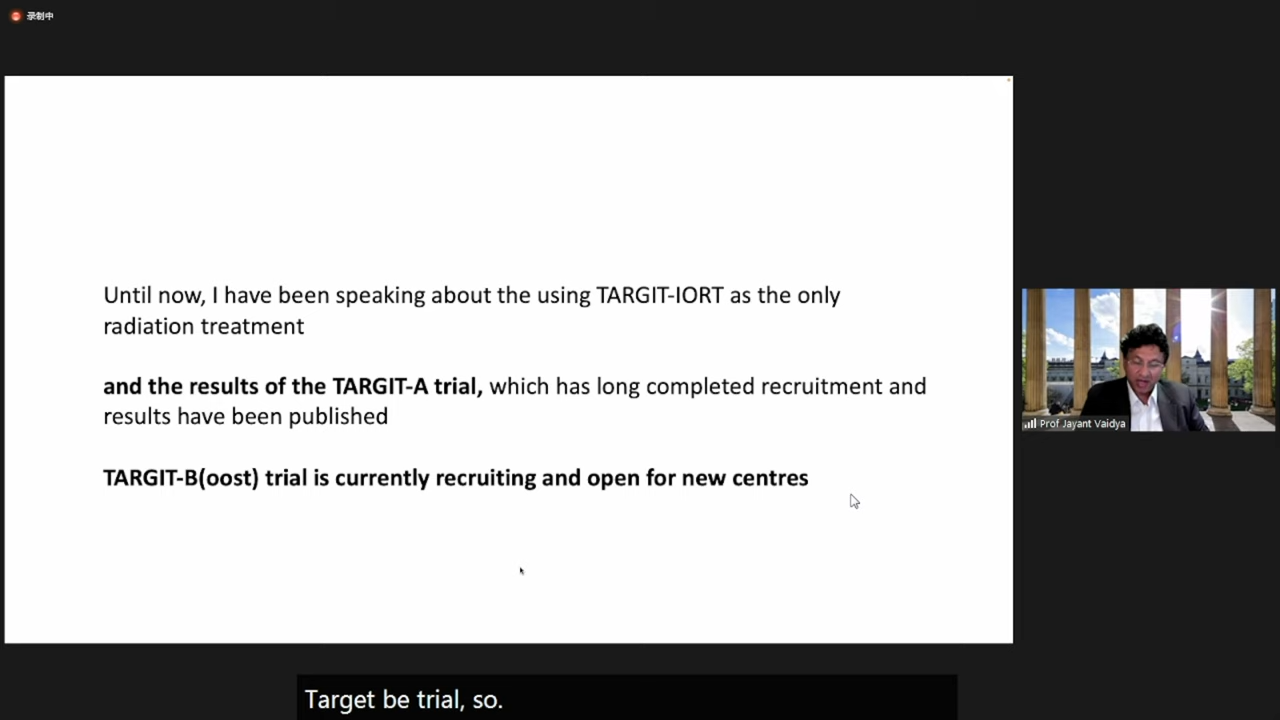 录制中
Until now, I have been speaking about the using TARGIT-IORT as the only
radiation treatment
and the results of the TARGIT-A trial, which has long completed recruitment and
results have been published
TARGIT-B(oost) trial is currently recruiting and open for new centres
Prof Jayant Vaidya
Target be trial, so.